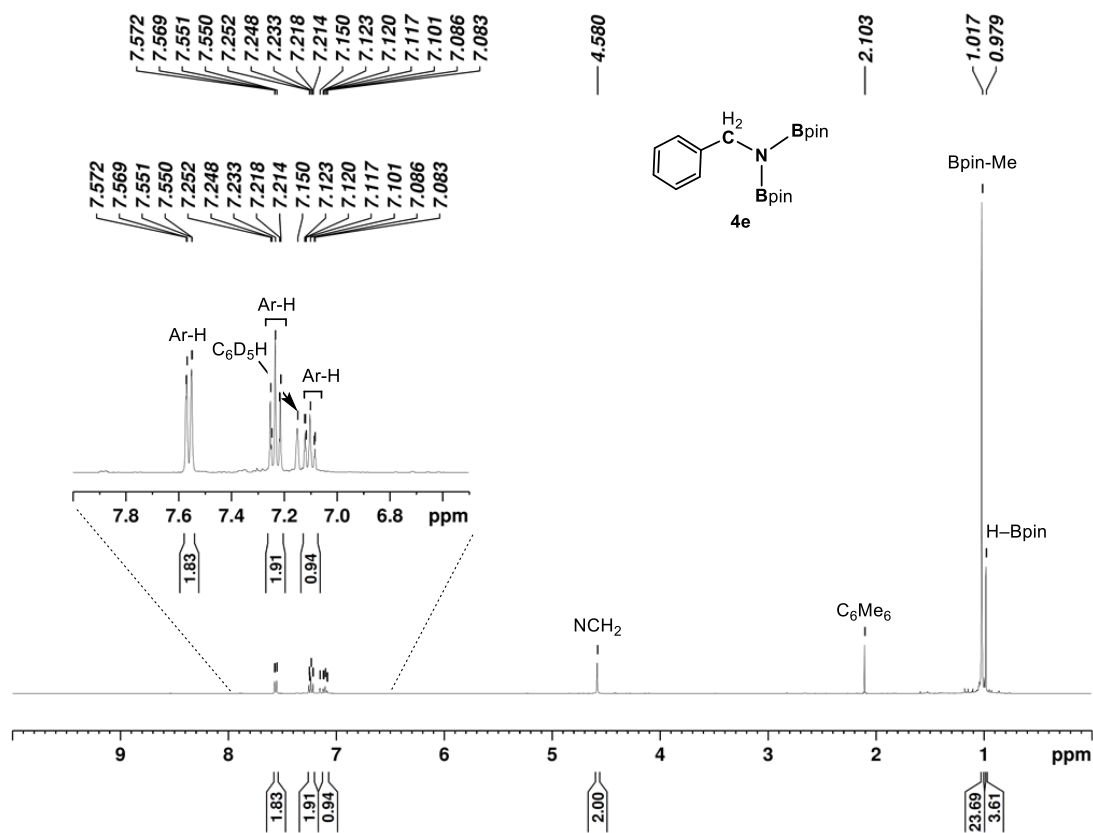 7.572
7.569
7.551
7.550
7.252
7.248
7.233
7.218
7.214
7.150
7.123
7.120
7.117
7.101
7.086
7.083
4.580
2.103
1.017
0.979
H2
C
N
Bpin
Bpin
4e
7.572
7.569
7.551
7.550
7.252
7.248
7.233
7.218
7.214
7.150
7.123
7.120
7.117
7.101
7.086
7.083
Bpin-Me
Ar-H
Ar-H
C6D5H
Ar-H
7.8 7.6 7.4 7.2 7.0 6.8 ppm
1.83
1.91
0.94
H–Bpin
C6Me6
NCH2
9 8 7 6 5 4 3 2 1 ppm
1.83
1.91
0.94
2.00
23.69
3.61